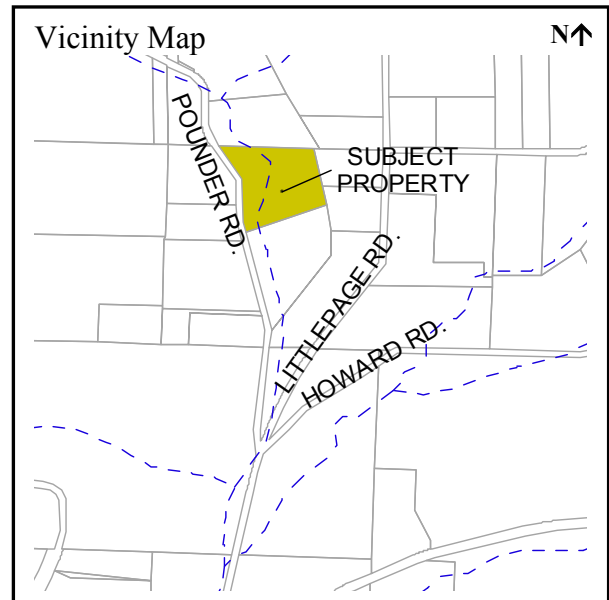 Vicinity Map
N↑
POUNDER RD.
SUBJECT
PROPERTY
LITTLEPAGE RD.
HOWARD RD.